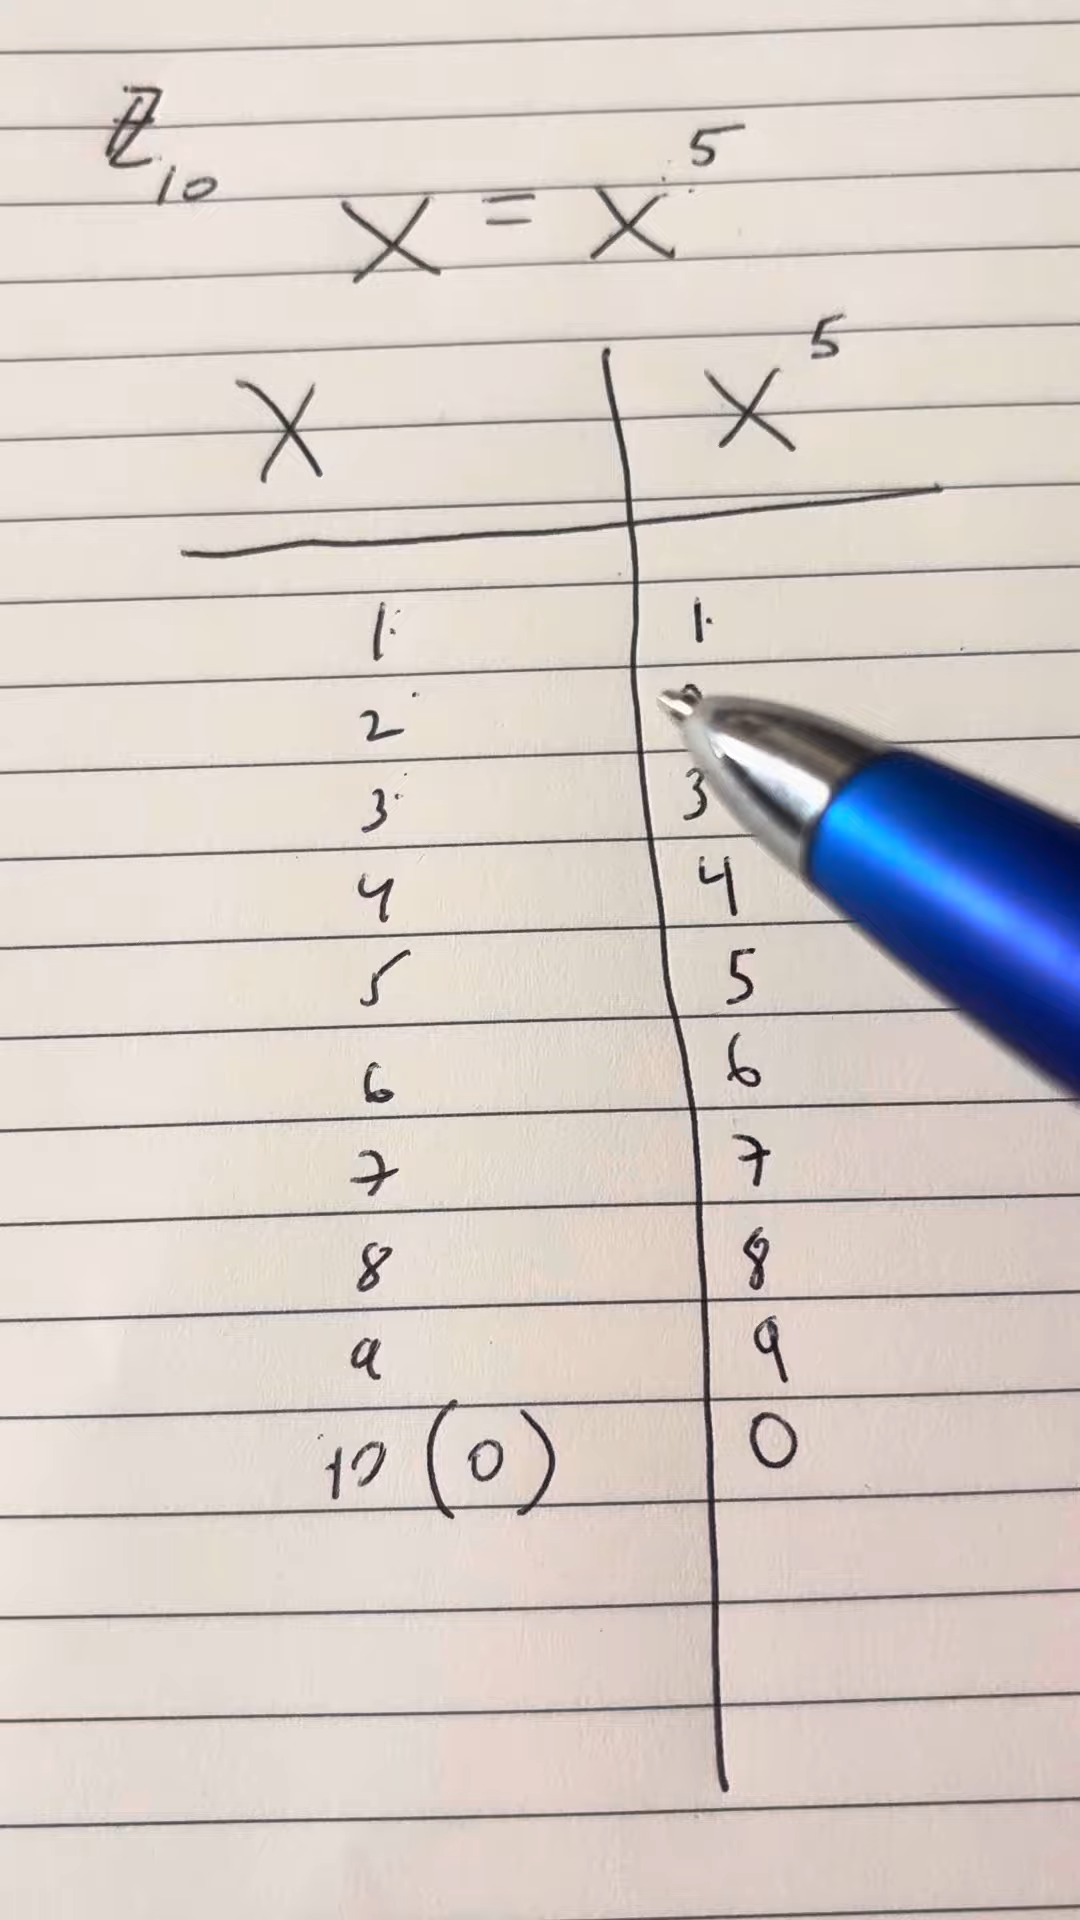 ℤ₁₀
x = x⁵
x x⁵
1 1
2
3 3
4 4
5 5
6 6
7 7
8 8
9 9
10 (0) 0